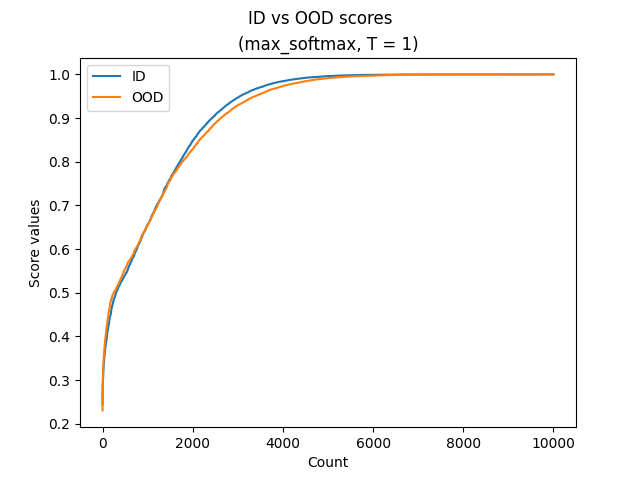 ID vs OOD scores
(max_softmax, T = 1)
ID
OOD
1.0
0.9
0.8
0.7
0.6
0.5
0.4
0.3
0.2
Score values
0 2000 4000 6000 8000 10000
Count